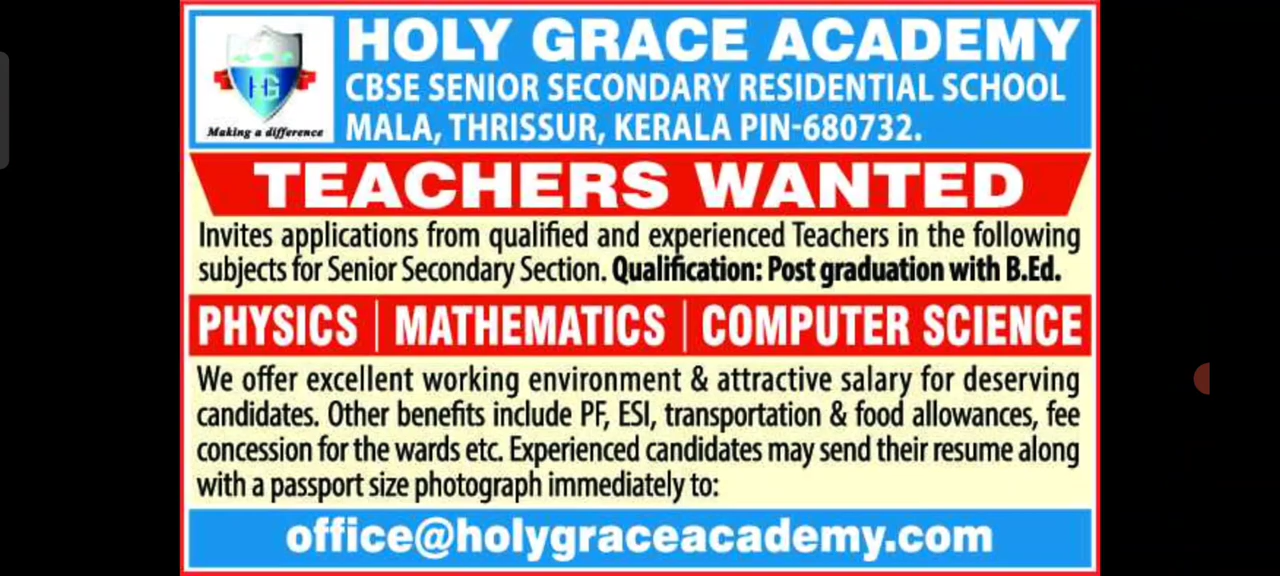 HOLY GRACE ACADEMY
CBSE SENIOR SECONDARY RESIDENTIAL SCHOOL
MALA, THRISSUR, KERALA PIN-680732.
HG
Making a difference
TEACHERS WANTED
Invites applications from qualified and experienced Teachers in the following
subjects for Senior Secondary Section. Qualification: Post graduation with B.Ed.
PHYSICS | MATHEMATICS | COMPUTER SCIENCE
We offer excellent working environment & attractive salary for deserving
candidates. Other benefits include PF, ESI, transportation & food allowances, fee
concession for the wards etc. Experienced candidates may send their resume along
with a passport size photograph immediately to:
office@holygraceacademy.com